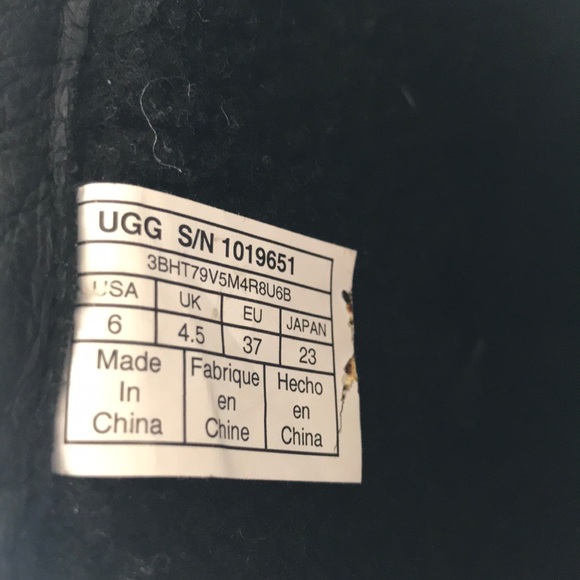 UGG S/N 1019651
3BHT79V5M4R8U6B
USA UK EU JAPAN
6 4.5 37 23
Made Fabrique Hecho
In en en
China Chine China